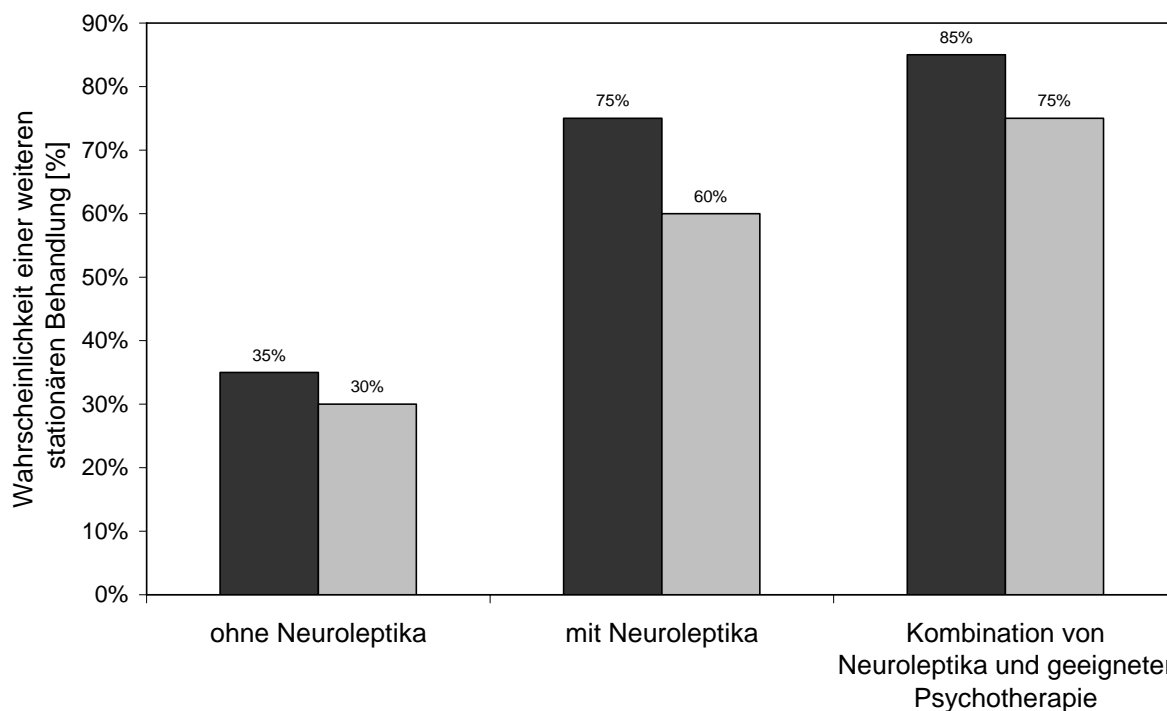 Wahrscheinlichkeit einer weiteren
stationären Behandlung [%]
90%
80%
70%
60%
50%
40%
30%
20%
10%
0%
35%
30%
75%
60%
85%
75%
ohne Neuroleptika
mit Neuroleptika
Kombination von
Neuroleptika und geeigneter
Psychotherapie